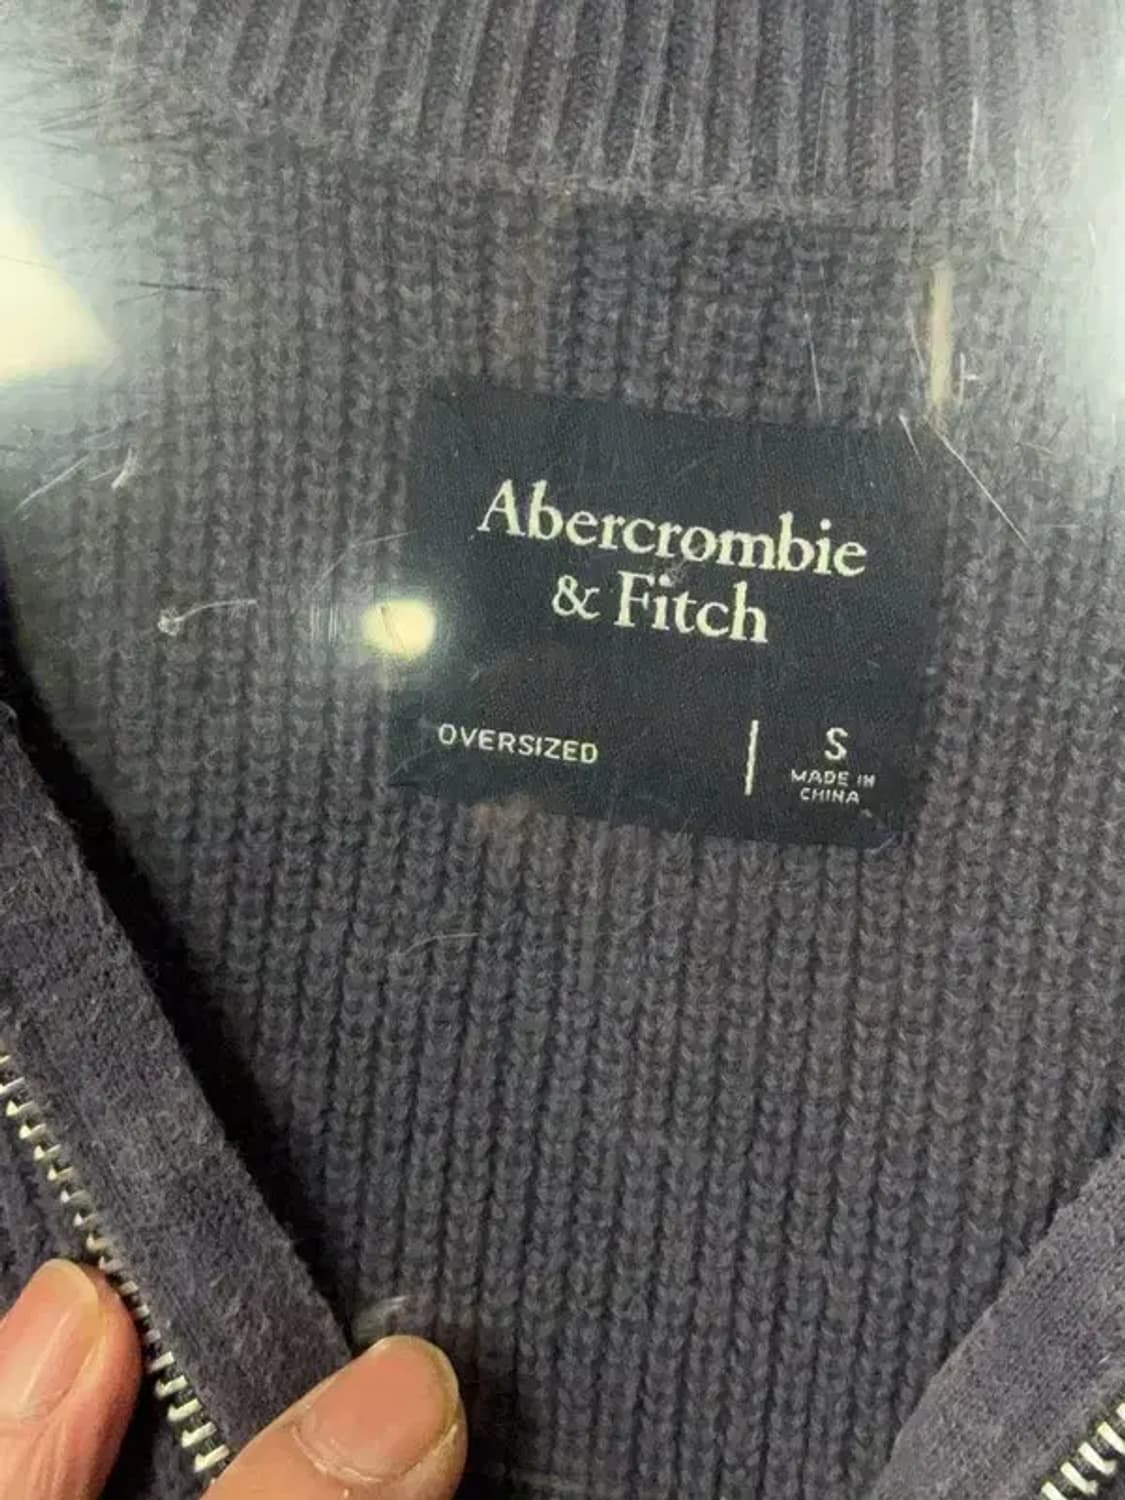 Abercrombie
& Fitch
OVERSIZED
S
MADE IN
CHINA